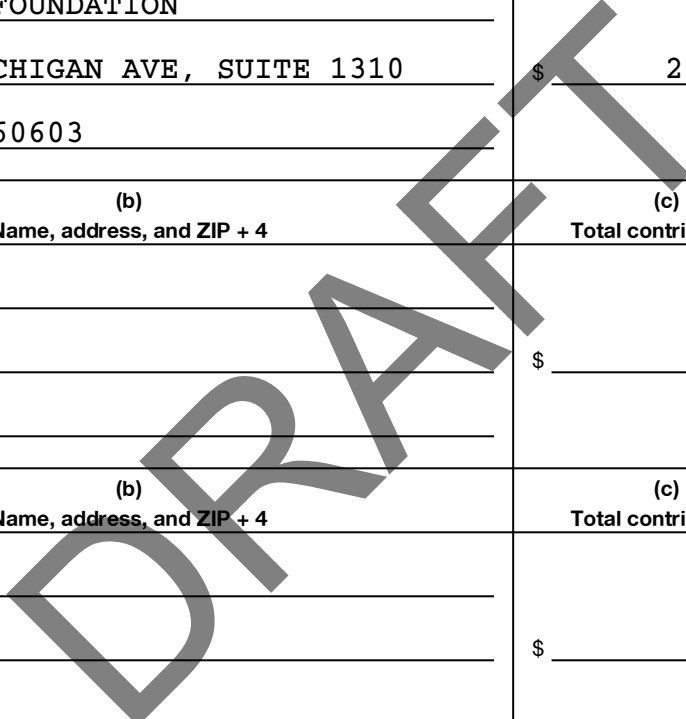 FOUNDATION
CHIGAN AVE, SUITE 1310
$ 2
60603
(b) (c)
Name, address, and ZIP + 4 Total contri
$
(b) (c)
Name, address, and ZIP + 4 Total contri
$
DRAFT